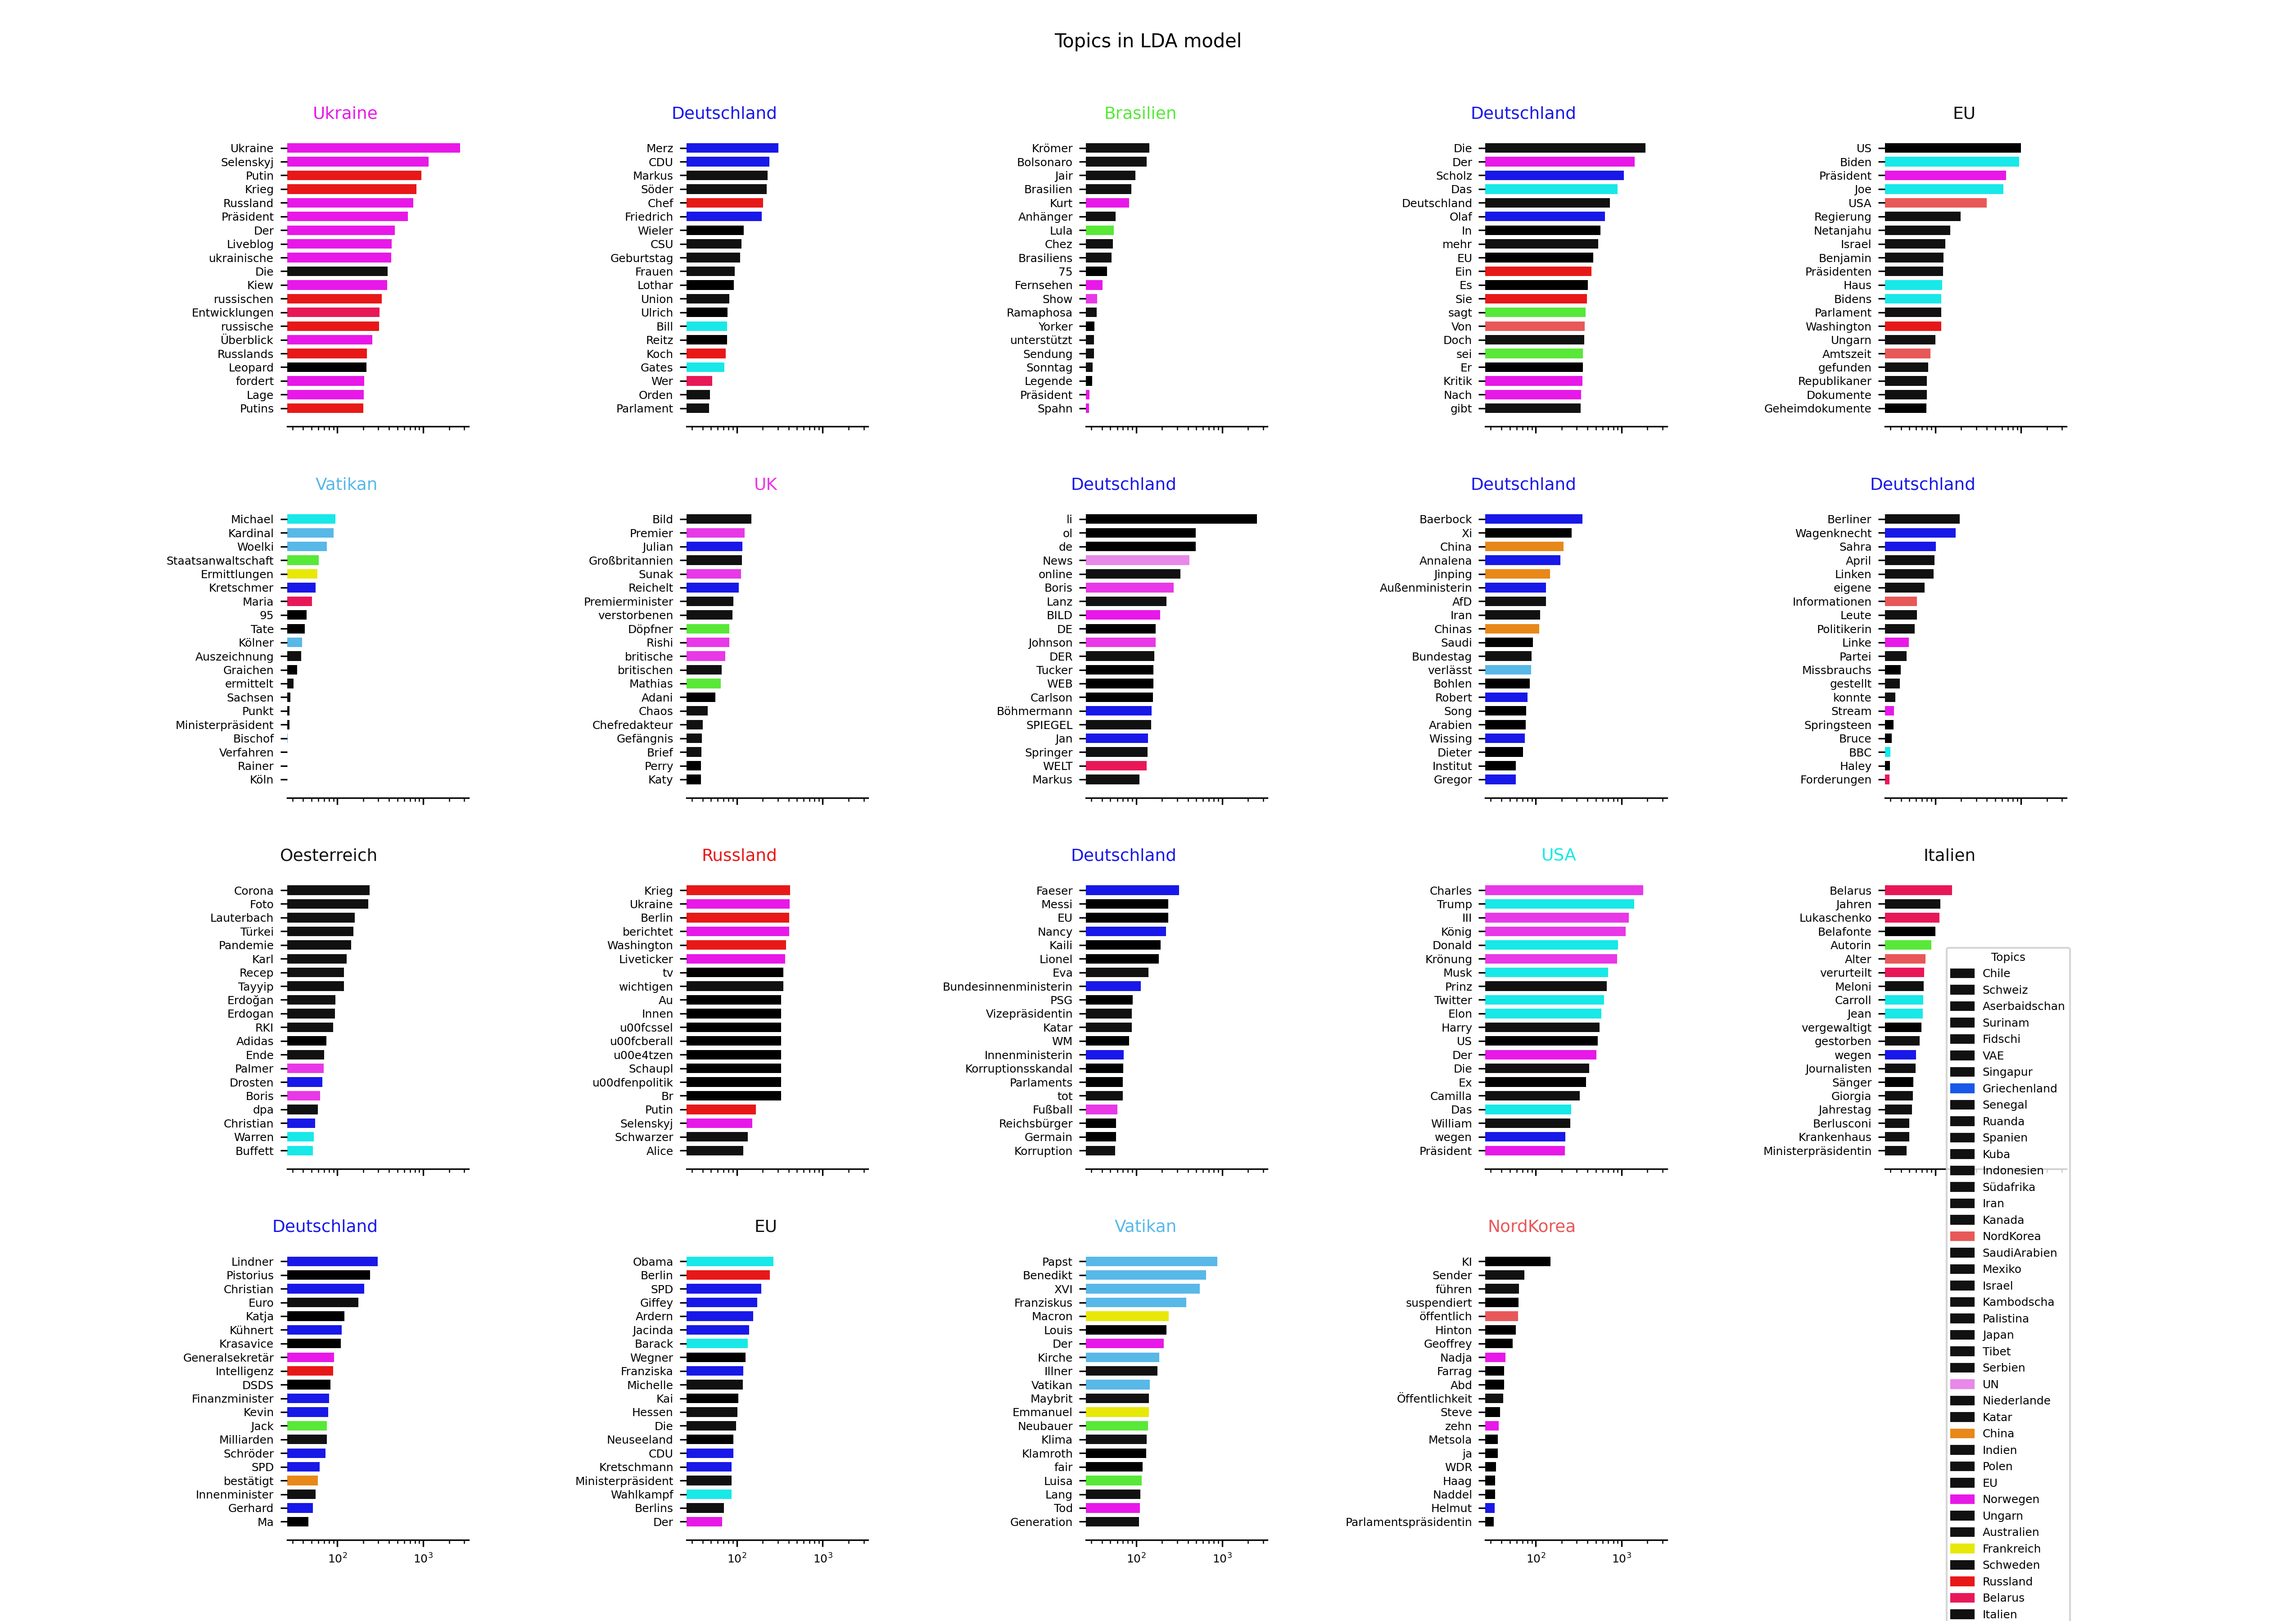 Topics in LDA model
Ukraine
Ukraine
Selenskyj
Putin
Krieg
Russland
Präsident
Der
Liveblog
ukrainische
Die
Kiew
russischen
Entwicklungen
russische
Überblick
Russlands
Leopard
fordert
Lage
Putins
Deutschland
Merz
CDU
Markus
Söder
Chef
Friedrich
Wieler
CSU
Geburtstag
Frauen
Lothar
Union
Ulrich
Bill
Reitz
Koch
Gates
Wer
Orden
Parlament
Brasilien
Krömer
Bolsonaro
Jair
Brasilien
Kurt
Anhänger
Lula
Chez
Brasiliens
75
Fernsehen
Show
Ramaphosa
Yorker
unterstützt
Sendung
Sonntag
Legende
Präsident
Spahn
Deutschland
Die
Der
Scholz
Das
Deutschland
Olaf
In
mehr
EU
Ein
Es
Sie
sagt
Von
Doch
sei
Er
Kritik
Nach
gibt
EU
US
Biden
Präsident
Joe
USA
Regierung
Netanjahu
Israel
Benjamin
Präsidenten
Haus
Bidens
Parlament
Washington
Ungarn
Amtszeit
gefunden
Republikaner
Dokumente
Geheimdokumente
Vatikan
Michael
Kardinal
Woelki
Staatsanwaltschaft
Ermittlungen
Kretschmer
Maria
95
Tate
Kölner
Auszeichnung
Graichen
ermittelt
Sachsen
Punkt
Ministerpräsident
Bischof
Verfahren
Rainer
Köln
UK
Bild
Premier
Julian
Großbritannien
Sunak
Reichelt
Premierminister
verstorbenen
Döpfner
Rishi
britische
britischen
Mathias
Adani
Chaos
Chefredakteur
Gefängnis
Brief
Perry
Katy
Deutschland
li
ol
de
News
online
Boris
Lanz
BILD
DE
Johnson
DER
Tucker
WEB
Carlson
Böhmermann
SPIEGEL
Jan
Springer
WELT
Markus
Deutschland
Baerbock
Xi
China
Annalena
Jinping
Außenministerin
AfD
Iran
Chinas
Saudi
Bundestag
verlässt
Bohlen
Robert
Song
Arabien
Wissing
Dieter
Institut
Gregor
Deutschland
Berliner
Wagenknecht
Sahra
April
Linken
eigene
Informationen
Leute
Politikerin
Linke
Partei
Missbrauchs
gestellt
konnte
Stream
Springsteen
Bruce
BBC
Haley
Forderungen
Oesterreich
Corona
Foto
Lauterbach
Türkei
Pandemie
Karl
Recep
Tayyip
Erdoğan
Erdogan
RKI
Adidas
Ende
Palmer
Drosten
Boris
dpa
Christian
Warren
Buffett
Russland
Krieg
Ukraine
Berlin
berichtet
Washington
Liveticker
tv
wichtigen
Au
Innen
u00fcssel
u00fcberall
u00e4tzen
Schaupl
u00dfenpolitik
Br
Putin
Selenskyj
Schwarzer
Alice
Deutschland
Faeser
Messi
EU
Nancy
Kaili
Lionel
Eva
Bundesinnenministerin
PSG
Vizepräsidentin
Katar
WM
Innenministerin
Korruptionsskandal
Parlaments
tot
Fußball
Reichsbürger
Germain
Korruption
USA
Charles
Trump
III
König
Donald
Krönung
Musk
Prinz
Twitter
Elon
Harry
US
Der
Die
Ex
Camilla
Das
William
wegen
Präsident
Italien
Belarus
Jahren
Lukaschenko
Belafonte
Autorin
Alter
verurteilt
Meloni
Carroll
Jean
vergewaltigt
gestorben
wegen
Journalisten
Sänger
Giorgia
Jahrestag
Berlusconi
Krankenhaus
Ministerpräsidentin
Deutschland
Lindner
Pistorius
Christian
Euro
Katja
Kühnert
Krasavice
Generalsekretär
Intelligenz
DSDS
Finanzminister
Kevin
Jack
Milliarden
Schröder
SPD
bestätigt
Innenminister
Gerhard
Ma
10²
10³
EU
Obama
Berlin
SPD
Giffey
Ardern
Jacinda
Barack
Wegner
Franziska
Michelle
Kai
Hessen
Die
Neuseeland
CDU
Kretschmann
Ministerpräsident
Wahlkampf
Berlins
Der
10²
10³
Vatikan
Papst
Benedikt
XVI
Franziskus
Macron
Louis
Der
Kirche
Illner
Vatikan
Maybrit
Emmanuel
Neubauer
Klima
Klamroth
fair
Luisa
Lang
Tod
Generation
10²
10³
NordKorea
KI
Sender
führen
suspendiert
öffentlich
Hinton
Geoffrey
Nadja
Farrag
Abd
Öffentlichkeit
Steve
zehn
Metsola
ja
WDR
Haag
Naddel
Helmut
Parlamentspräsidentin
10²
10³
Topics
Chile
Schweiz
Aserbaidschan
Surinam
Fidschi
VAE
Singapur
Griechenland
Senegal
Ruanda
Spanien
Kuba
Indonesien
Südafrika
Iran
Kanada
NordKorea
SaudiArabien
Mexiko
Israel
Kambodscha
Palistina
Japan
Tibet
Serbien
UN
Niederlande
Katar
China
Indien
Polen
EU
Norwegen
Ungarn
Australien
Frankreich
Schweden
Russland
Belarus
Italien